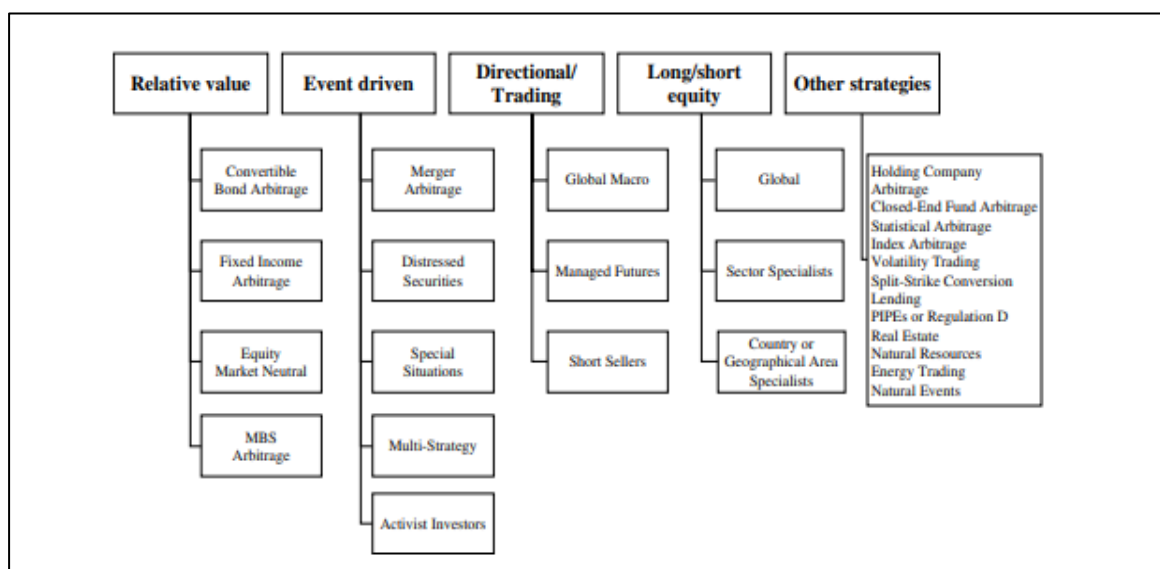 Relative value
Event driven
Directional/
Trading
Long/short
equity
Other strategies
Convertible
Bond Arbitrage
Fixed Income
Arbitrage
Equity
Market Neutral
MBS
Arbitrage
Merger
Arbitrage
Distressed
Securities
Special
Situations
Multi-Strategy
Activist Investors
Global Macro
Managed Futures
Short Sellers
Global
Sector Specialists
Country or
Geographical Area
Specialists
Holding Company
Arbitrage
Closed-End Fund Arbitrage
Statistical Arbitrage
Index Arbitrage
Volatility Trading
Split-Strike Conversion
Lending
PIPEs or Regulation D
Real Estate
Natural Resources
Energy Trading
Natural Events